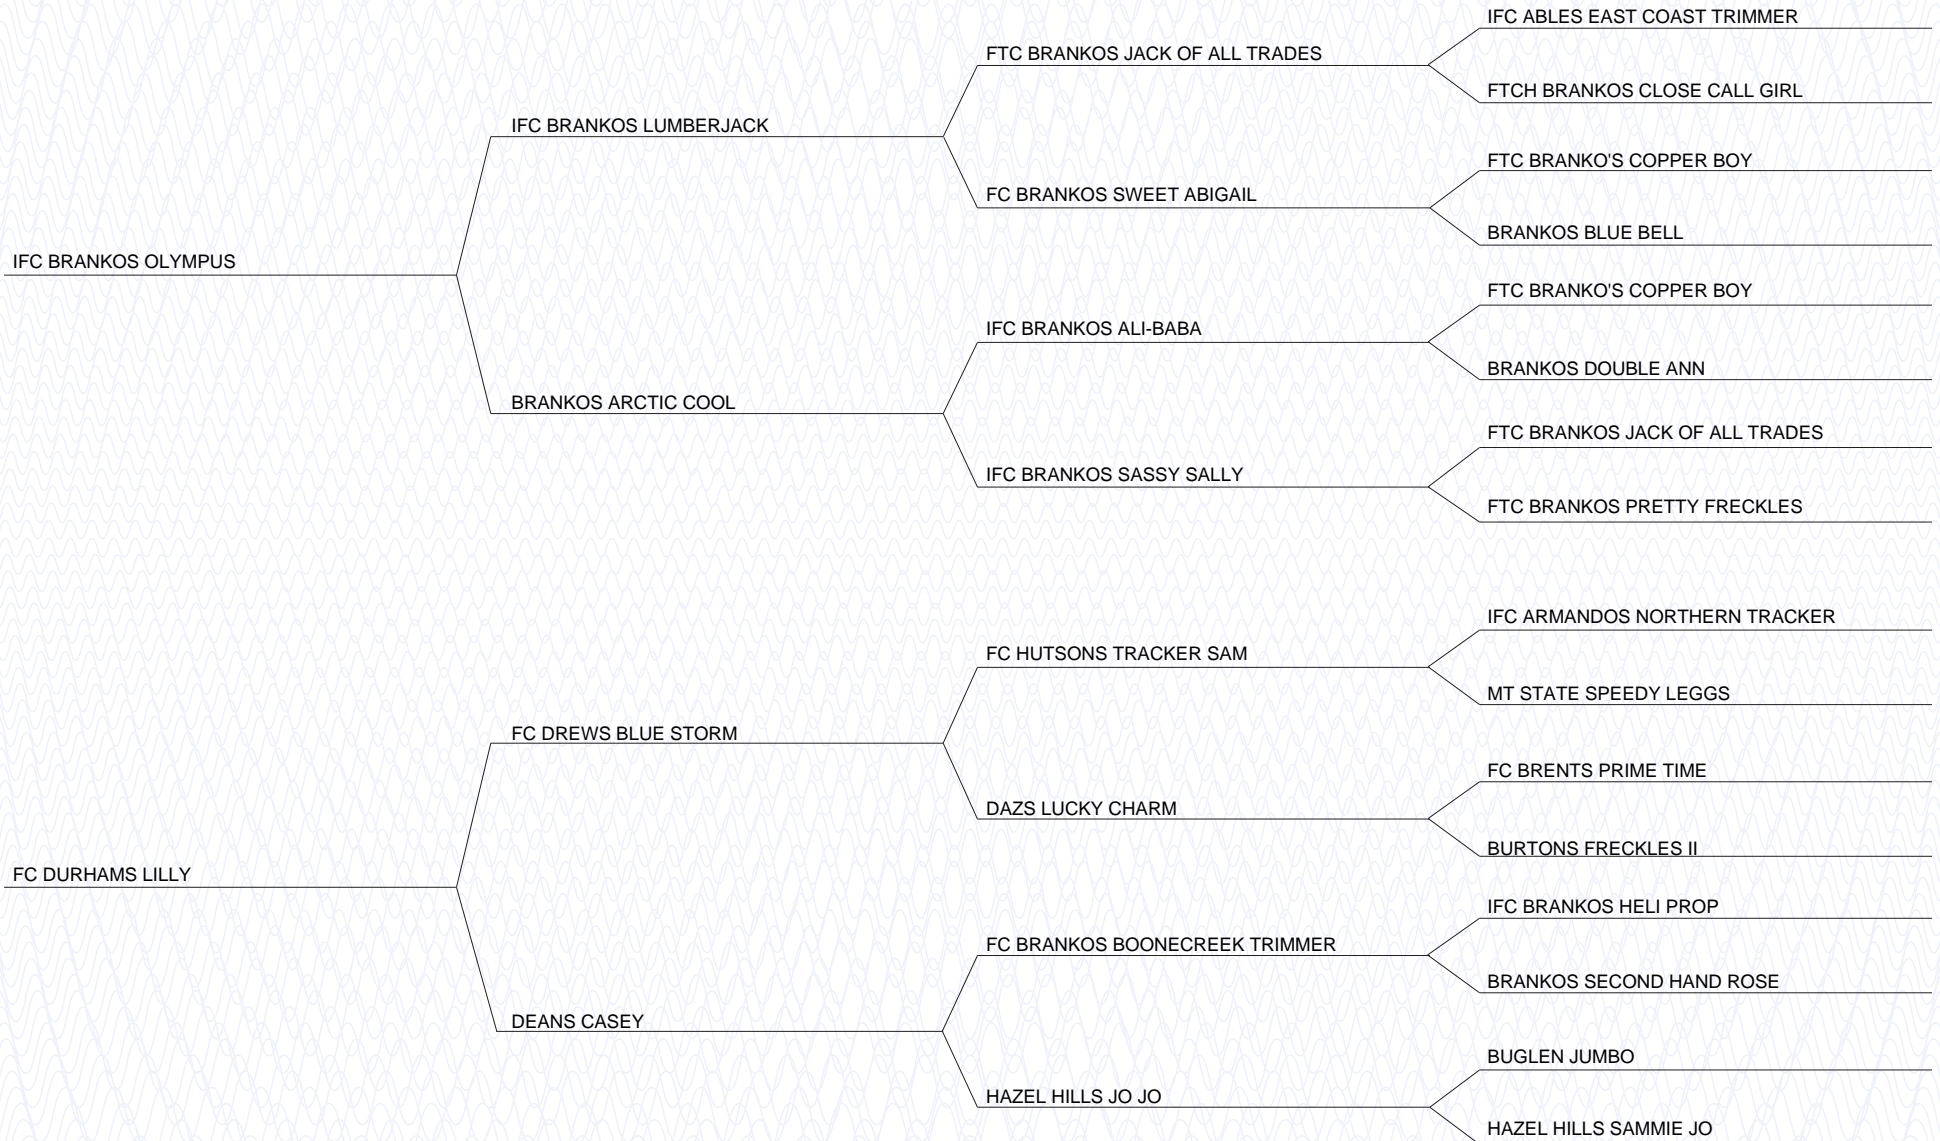 IFC ABLES EAST COAST TRIMMER
FTC BRANKOS JACK OF ALL TRADES
FTCH BRANKOS CLOSE CALL GIRL
IFC BRANKOS LUMBERJACK
FTC BRANKO'S COPPER BOY
FC BRANKOS SWEET ABIGAIL
BRANKOS BLUE BELL
IFC BRANKOS OLYMPUS
FTC BRANKO'S COPPER BOY
IFC BRANKOS ALI-BABA
BRANKOS DOUBLE ANN
BRANKOS ARCTIC COOL
FTC BRANKOS JACK OF ALL TRADES
IFC BRANKOS SASSY SALLY
FTC BRANKOS PRETTY FRECKLES
IFC ARMANDOS NORTHERN TRACKER
FC HUTSONS TRACKER SAM
MT STATE SPEEDY LEGGS
FC DREWS BLUE STORM
FC BRENTS PRIME TIME
DAZS LUCKY CHARM
BURTONS FRECKLES II
FC DURHAMS LILLY
IFC BRANKOS HELI PROP
FC BRANKOS BOONECREEK TRIMMER
BRANKOS SECOND HAND ROSE
DEANS CASEY
BUGLEN JUMBO
HAZEL HILLS JO JO
HAZEL HILLS SAMMIE JO